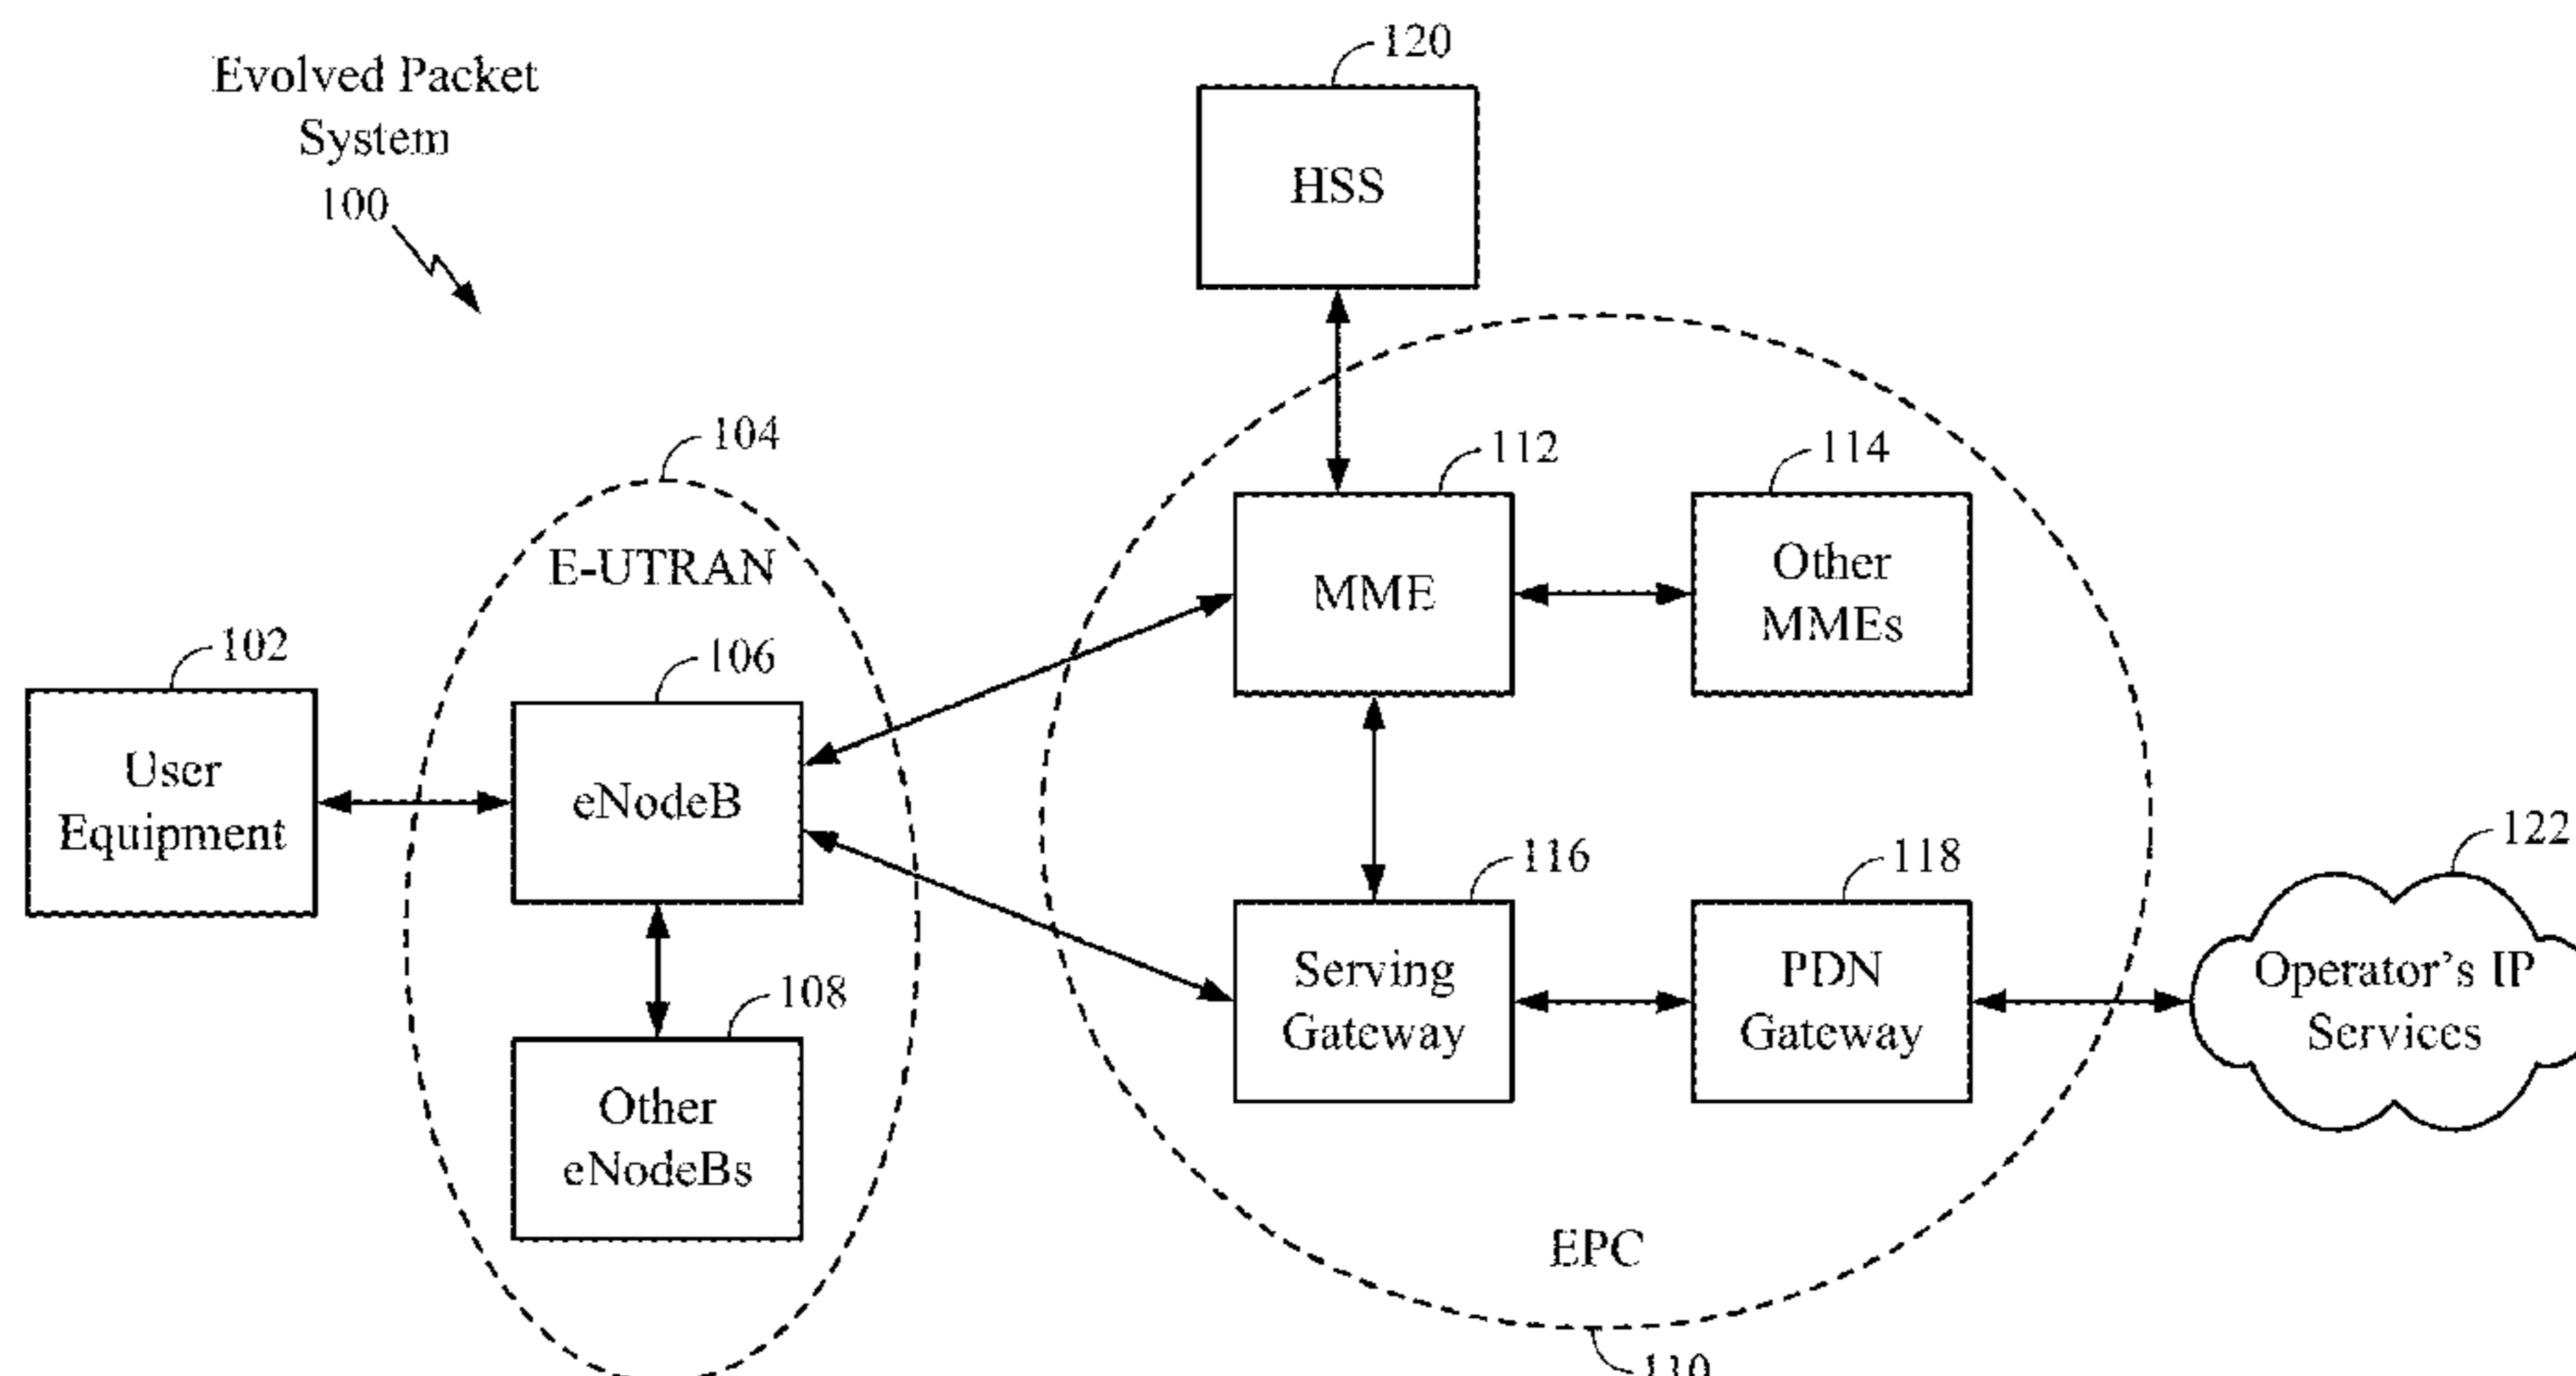 Evolved Packet
System
100
120
HSS
104
E-UTRAN
112
MME
114
Other
MMEs
102
User
Equipment
106
eNodeB
108
Other
eNodeBs
116
Serving
Gateway
118
PDN
Gateway
122
Operator’s IP
Services
EPC
110